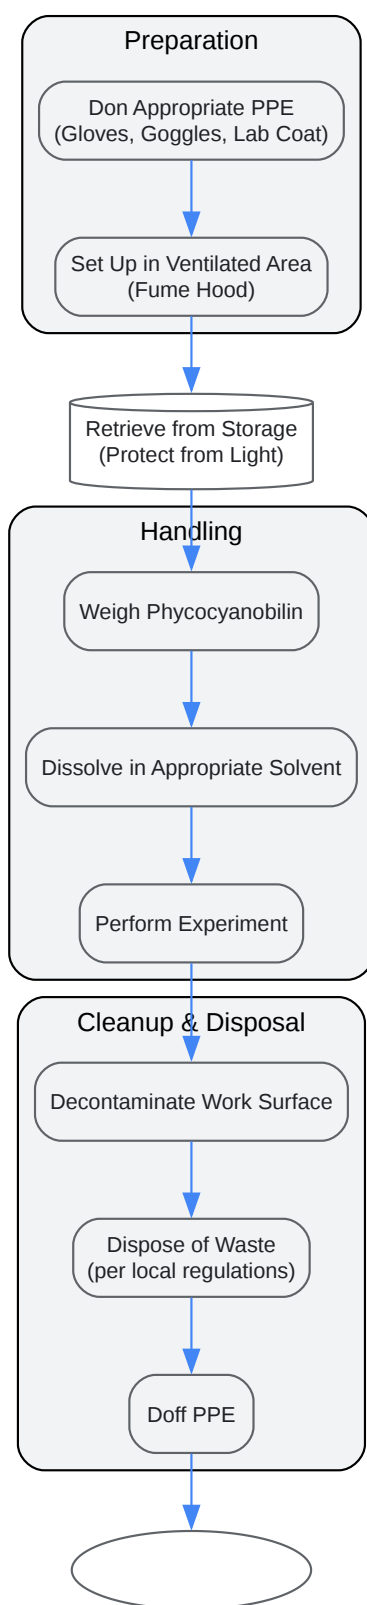 Preparation
Don Appropriate PPE
(Gloves, Goggles, Lab Coat)
Set Up in Ventilated Area
(Fume Hood)
Retrieve from Storage
(Protect from Light)
Handling
Weigh Phycocyanobilin
Dissolve in Appropriate Solvent
Perform Experiment
Cleanup & Disposal
Decontaminate Work Surface
Dispose of Waste
(per local regulations)
Doff PPE